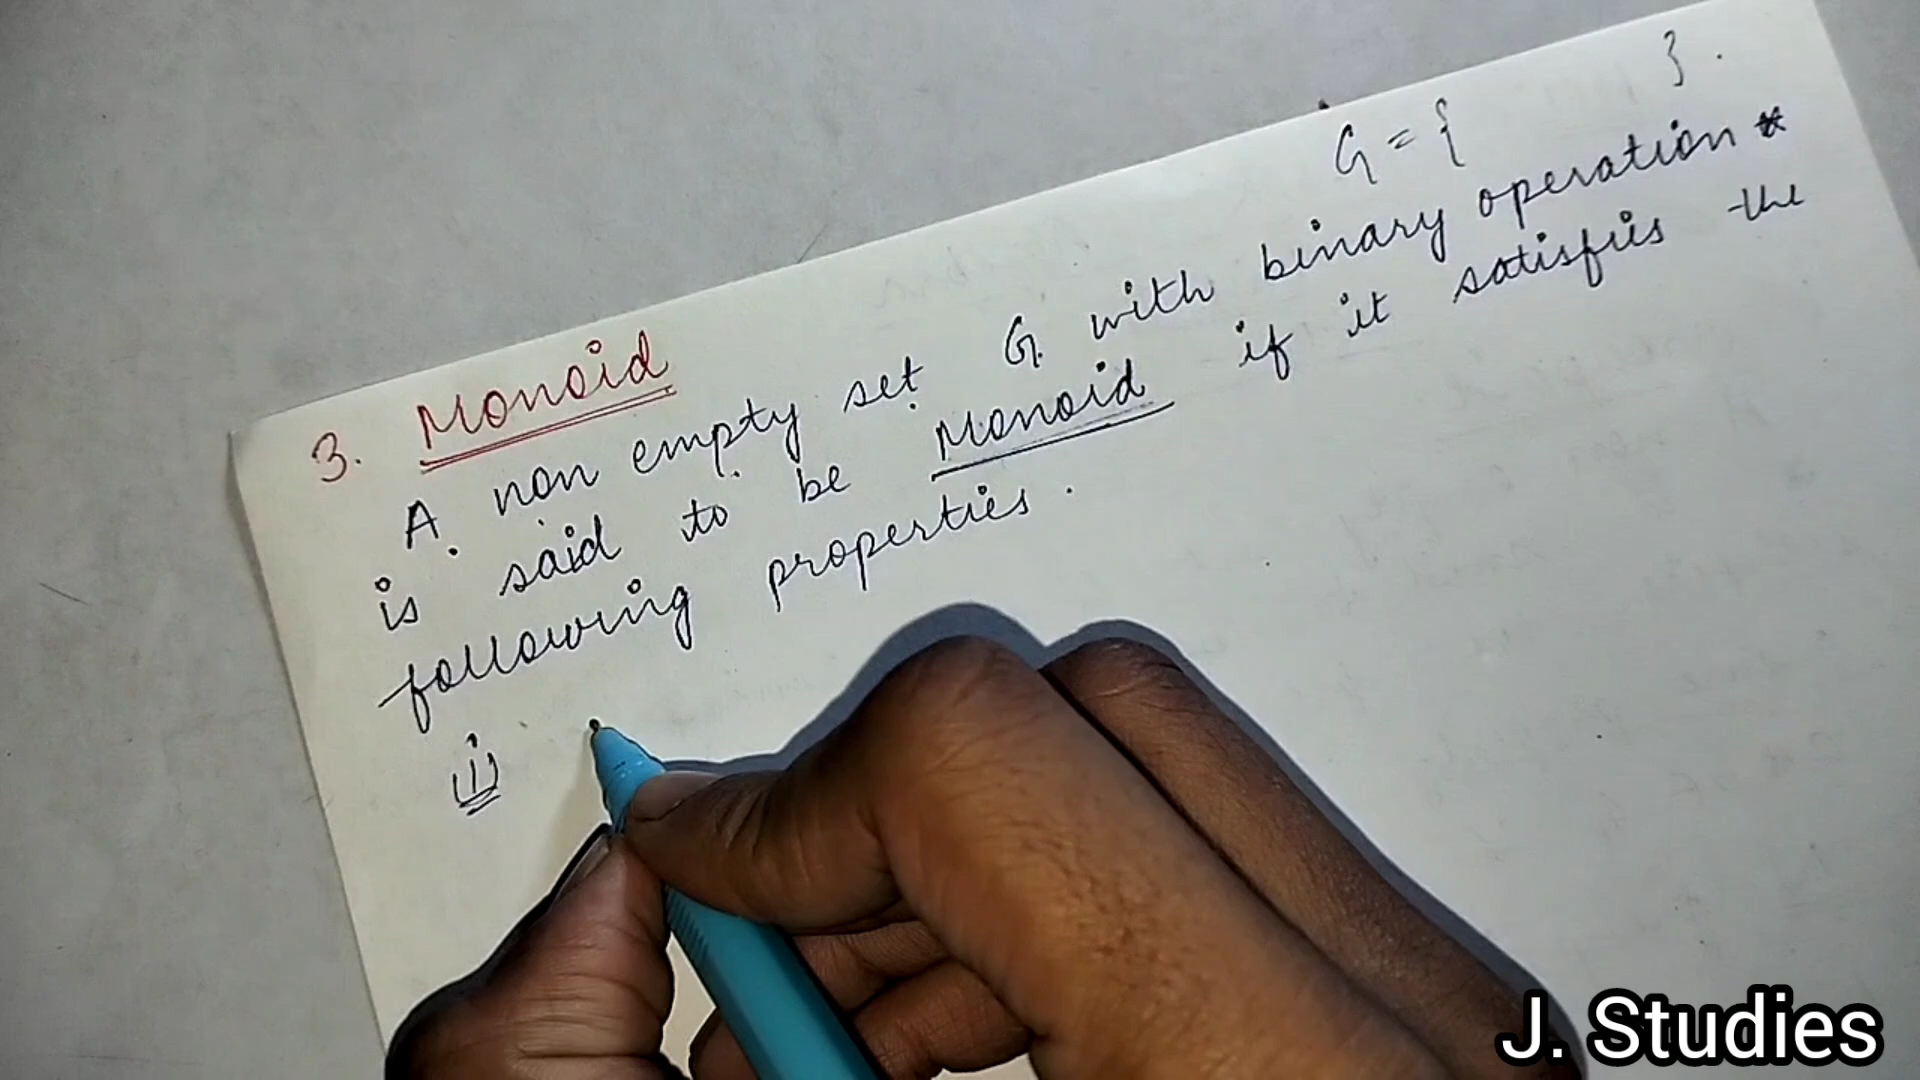 G = { } .
3. Monoid
A non empty set G with binary operation *
is said to be Monoid if it satisfies the
following properties .
(i)
J. Studies